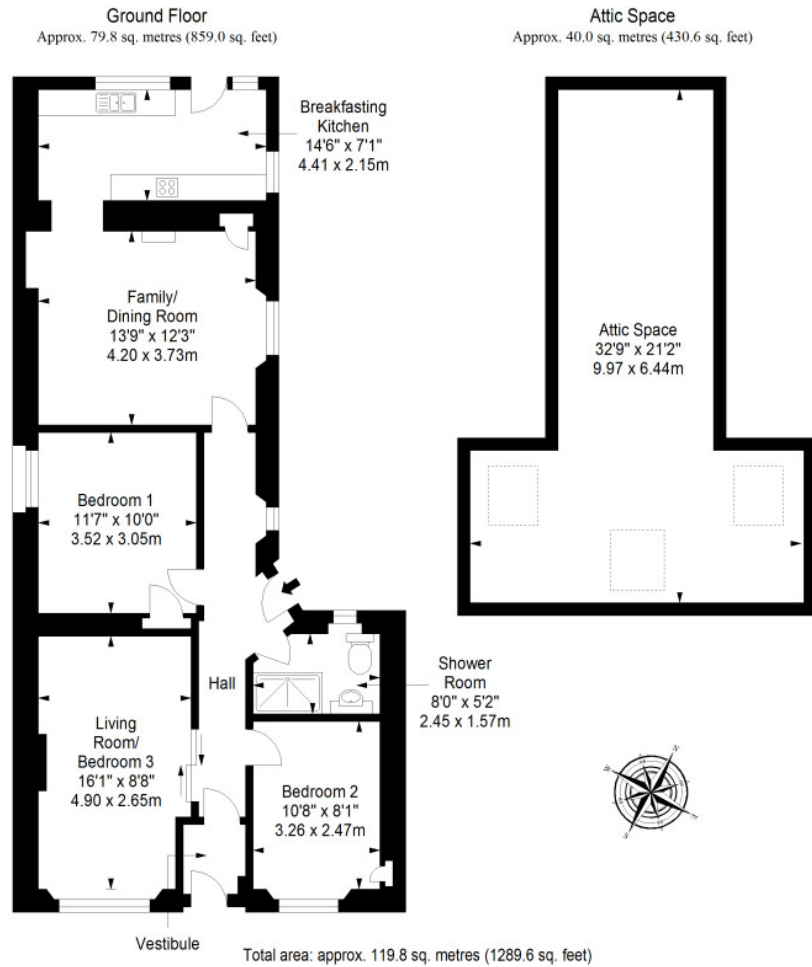 Ground Floor
Approx. 79.8 sq. metres (859.0 sq. feet)
Attic Space
Approx. 40.0 sq. metres (430.6 sq. feet)
Breakfasting
Kitchen
14'6" x 7'1"
4.41 x 2.15m
Family/
Dining Room
13'9" x 12'3"
4.20 x 3.73m
Attic Space
32'9" x 21'2"
9.97 x 6.44m
Bedroom 1
11'7" x 10'0"
3.52 x 3.05m
Hall
Shower
Room
8'0" x 5'2"
2.45 x 1.57m
Living
Room/
Bedroom 3
16'1" x 8'8"
4.90 x 2.65m
Bedroom 2
10'8" x 8'1"
3.26 x 2.47m
N
W
E
S
Vestibule
Total area: approx. 119.8 sq. metres (1289.6 sq. feet)